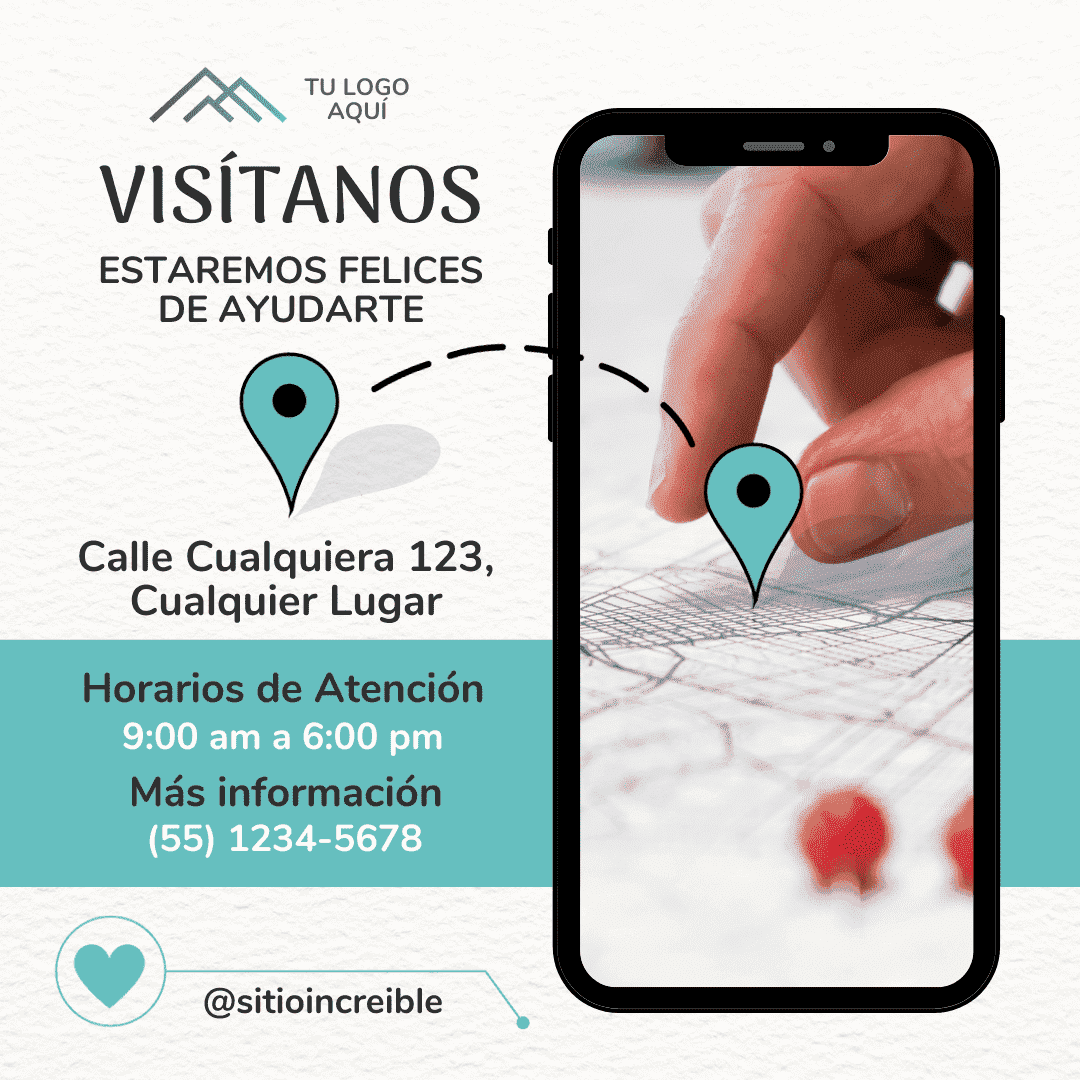 TU LOGO
AQUÍ
VISÍTANOS
ESTAREMOS FELICES
DE AYUDARTE
Calle Cualquiera 123,
Cualquier Lugar
Horarios de Atención
9:00 am a 6:00 pm
Más información
(55) 1234-5678
@sitioincreible